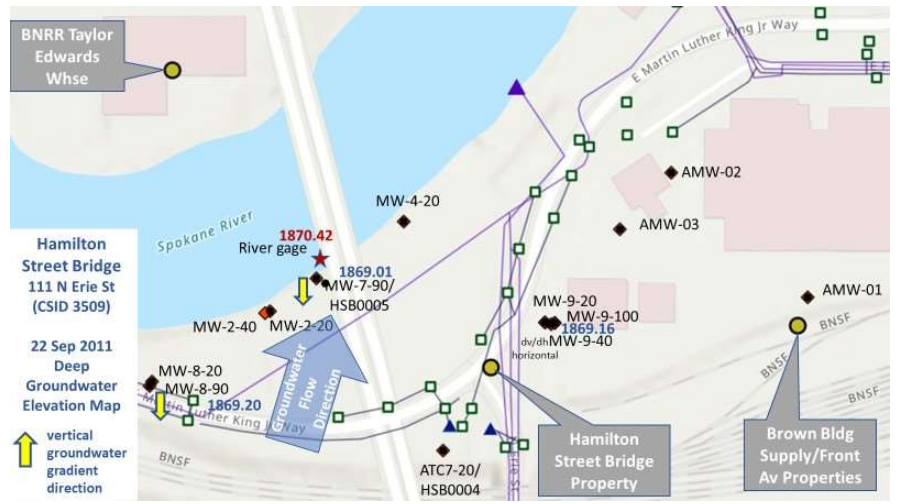 BNRR Taylor
Edwards
Whse
E Martin Luther King Jr Way
AMW-02
MW-4-20
AMW-03
Spokane River
1870.42
River gage
1869.01
MW-7-90/
HSB0005
Hamilton
Street Bridge
111 N Erie St
(CSID 3509)
22 Sep 2011
Deep
Groundwater
Elevation Map
vertical
groundwater
gradient
direction
MW-2-40
MW-2-20
AMW-01
MW-9-20
MW-9-100
1869.16
dv/dh
MW-9-40
horizontal
BNSF
BNSF
BNSF
MW-8-20
MW-8-90
1869.20
Martin Luther King Jr Way
Groundwater
Flow
Direction
BNSF
ATC7-20/
HSB0004
Hamilton
Street Bridge
Property
Brown Bldg
Supply/Front
Av Properties